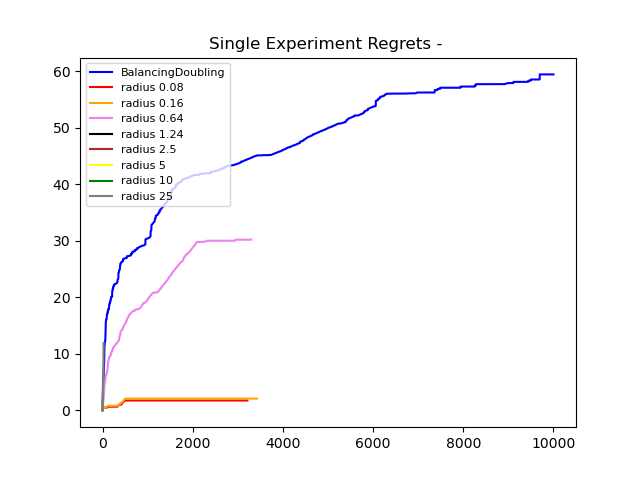 Single Experiment Regrets -
60
50
40
30
20
10
0
BalancingDoubling
radius 0.08
radius 0.16
radius 0.64
radius 1.24
radius 2.5
radius 5
radius 10
radius 25
0 2000 4000 6000 8000 10000